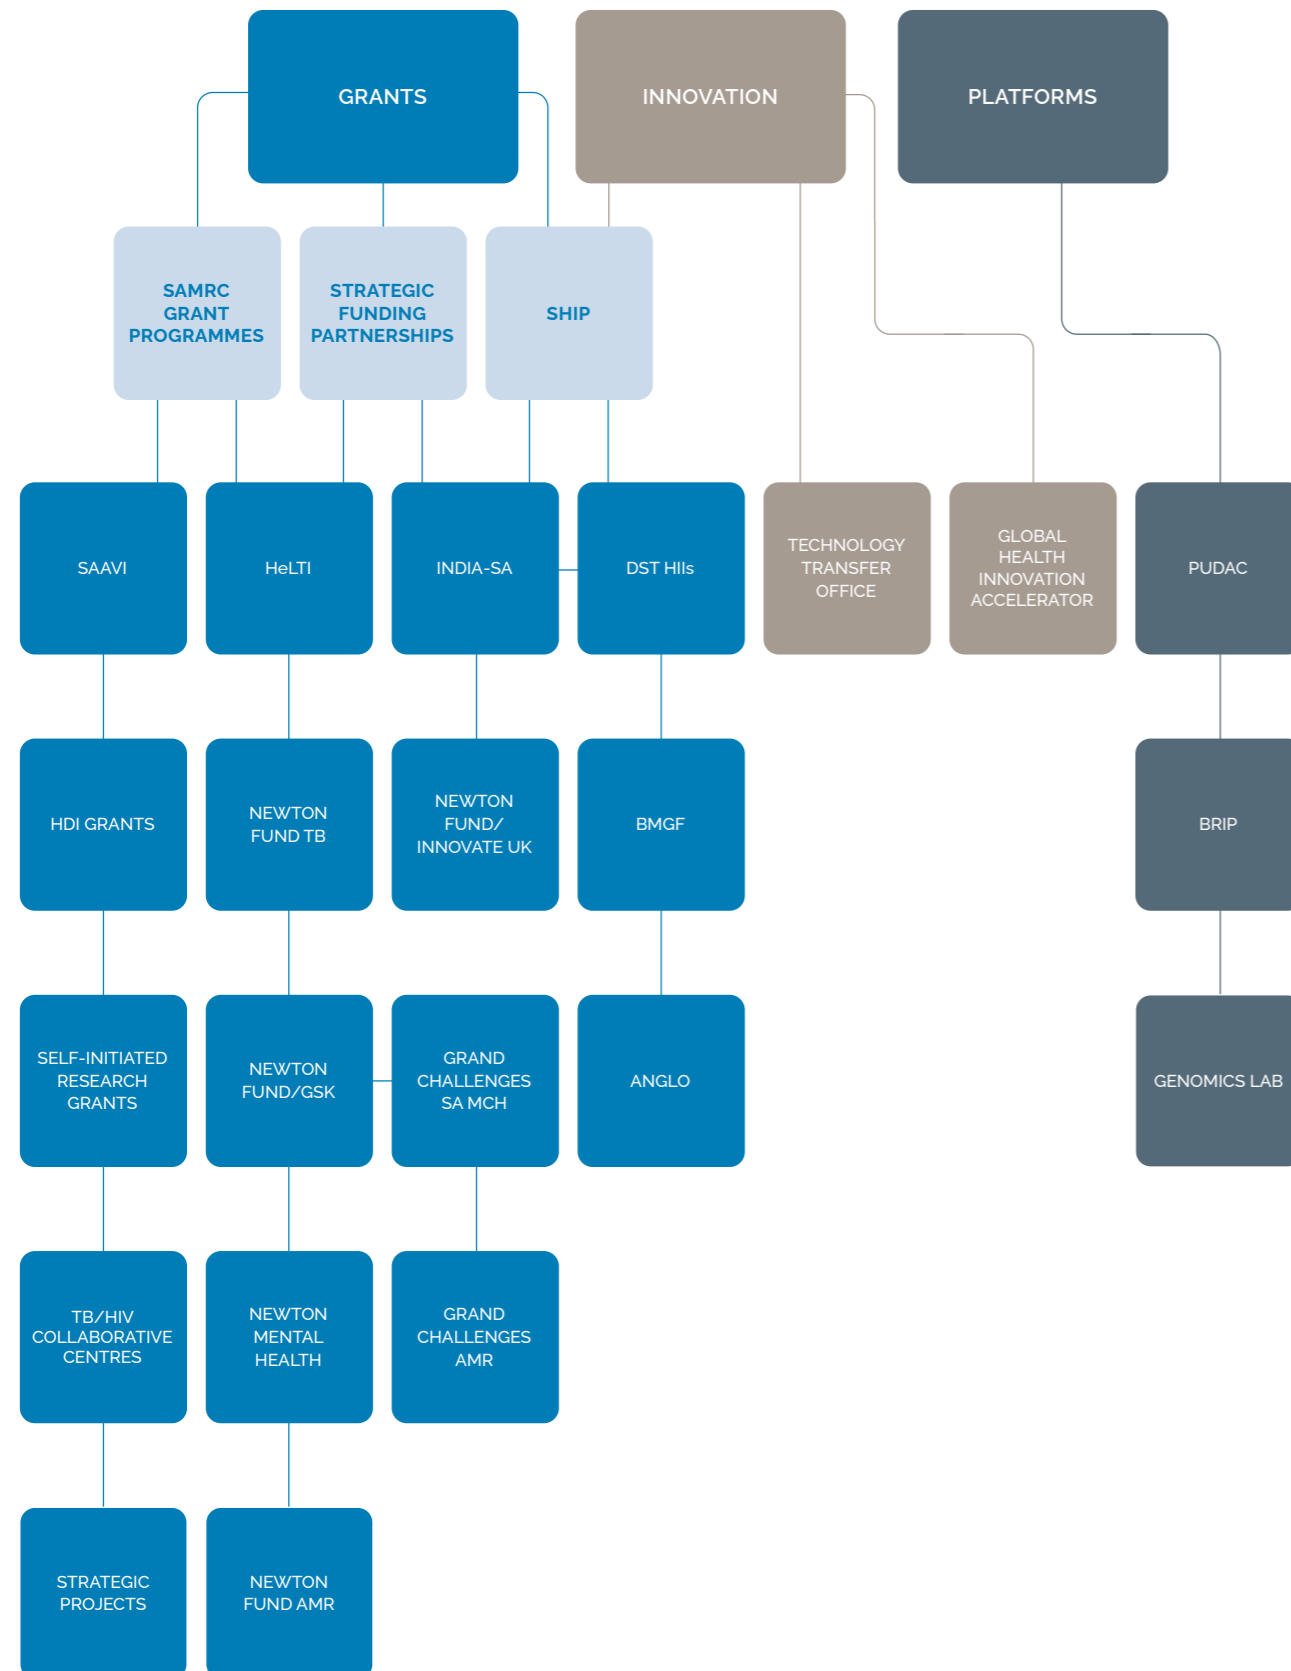 GRANTS
INNOVATION
PLATFORMS
SAMRC
GRANT
PROGRAMMES
STRATEGIC
FUNDING
PARTNERSHIPS
SHIP
SAAVI
HeLTI
INDIA-SA
DST HIIs
TECHNOLOGY
TRANSFER
OFFICE
GLOBAL
HEALTH
INNOVATION
ACCELERATOR
PUDAC
HDI GRANTS
NEWTON
FUND TB
NEWTON
FUND/
INNOVATE UK
BMGF
BRIP
SELF-INITIATED
RESEARCH
GRANTS
NEWTON
FUND/GSK
GRAND
CHALLENGES
SA MCH
ANGLO
GENOMICS LAB
TB/HIV
COLLABORATIVE
CENTRES
NEWTON
MENTAL
HEALTH
GRAND
CHALLENGES
AMR
STRATEGIC
PROJECTS
NEWTON
FUND AMR